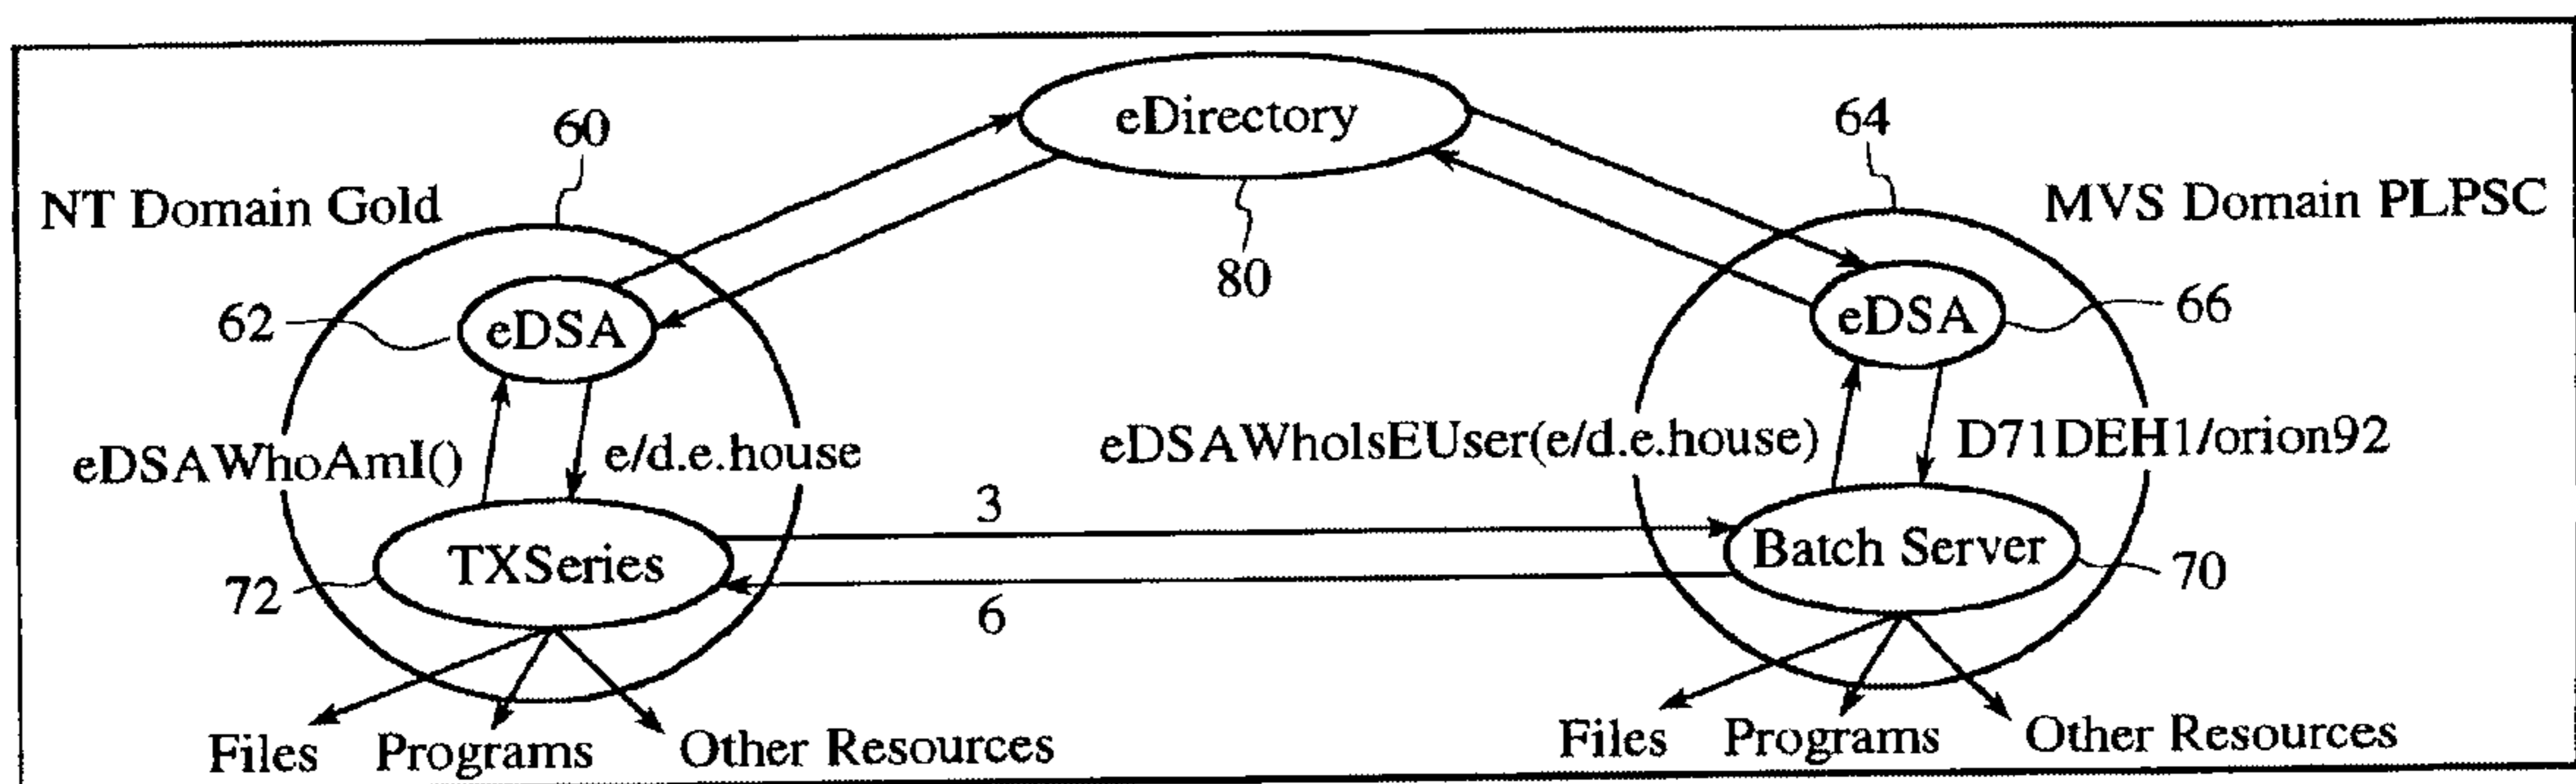 eDirectory
60
64
NT Domain Gold
MVS Domain PLPSC
80
62
eDSA
eDSA
66
eDSAWhoAmI()
e/d.e.house
eDSAWhoIsEUser(e/d.e.house)
D71DEH1/orion92
3
TXSeries
Batch Server
72
70
6
Files
Programs
Other Resources
Files
Programs
Other Resources